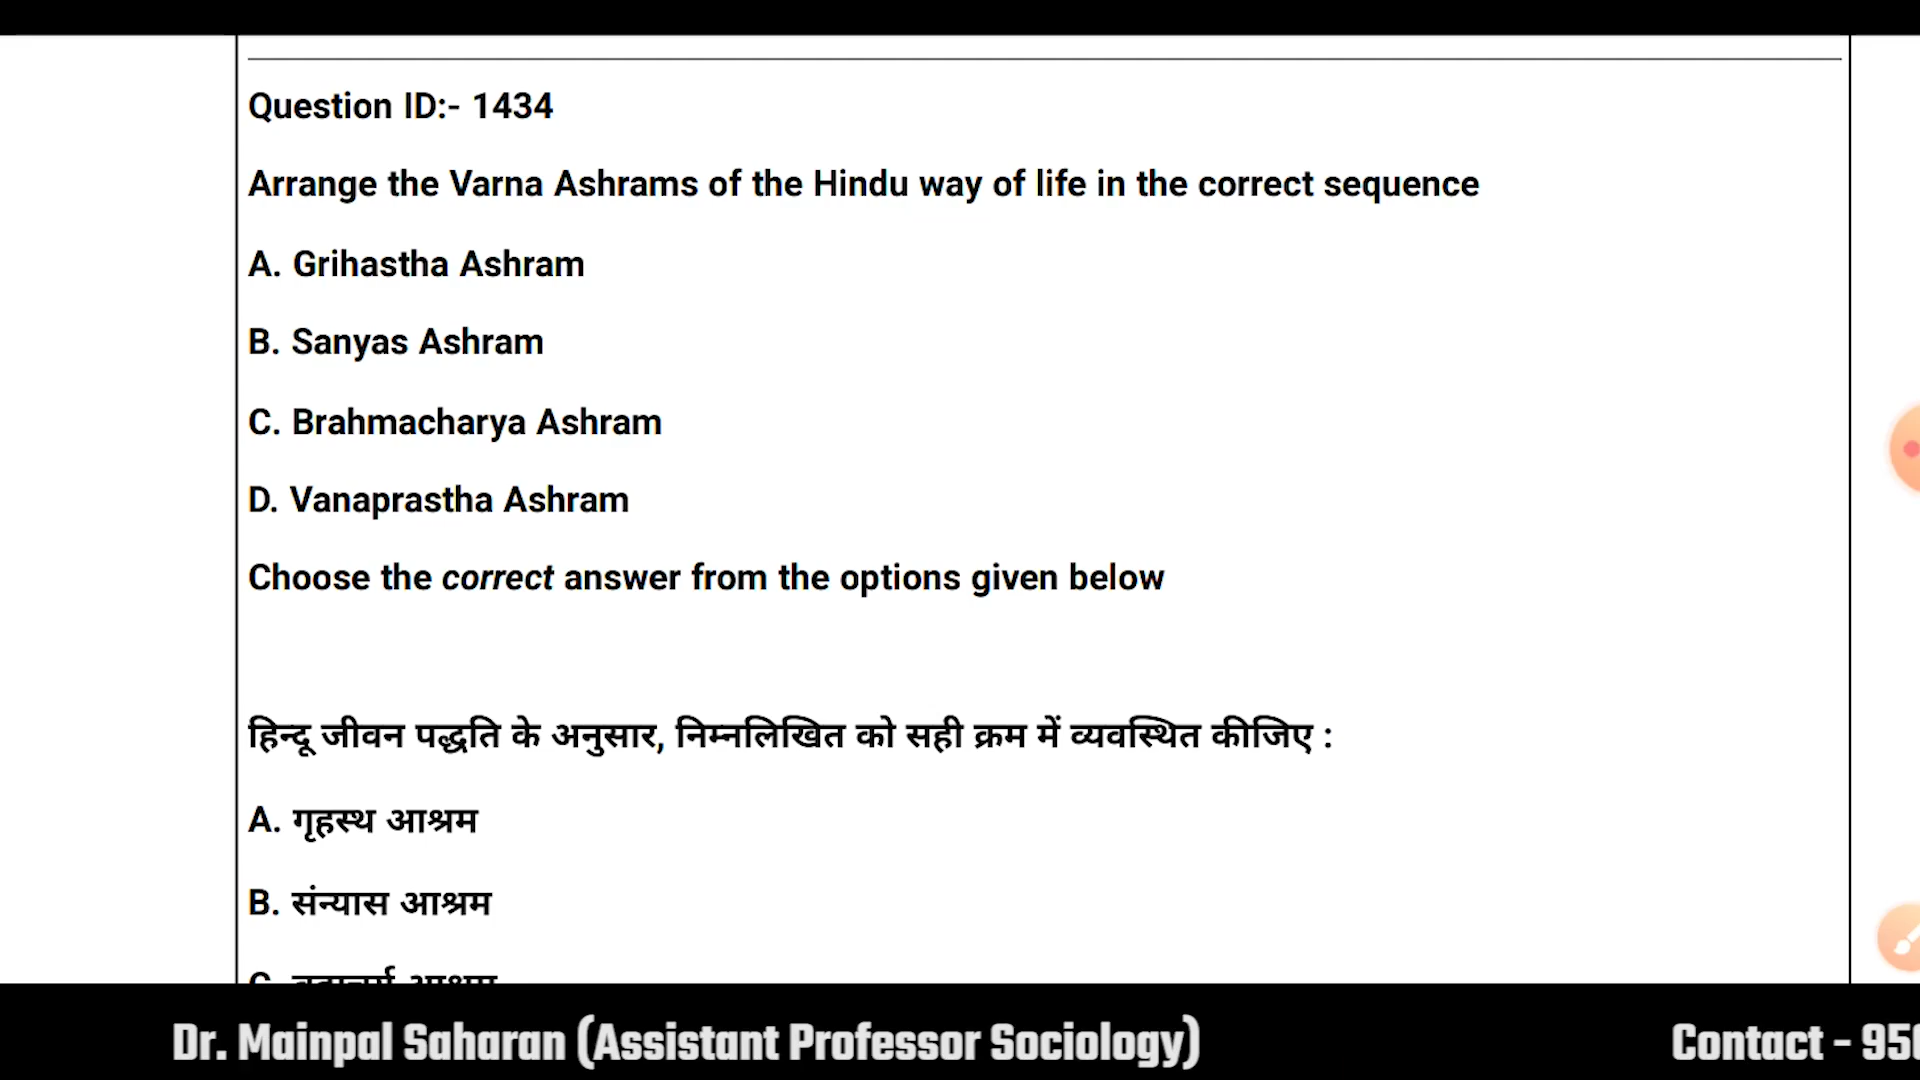 Question ID:- 1434
Arrange the Varna Ashrams of the Hindu way of life in the correct sequence
A. Grihastha Ashram
B. Sanyas Ashram
C. Brahmacharya Ashram
D. Vanaprastha Ashram
Choose the correct answer from the options given below
हिन्दू जीवन पद्धति के अनुसार, निम्नलिखित को सही क्रम में व्यवस्थित कीजिए :
A. गृहस्थ आश्रम
B. संन्यास आश्रम
Dr. Mainpal Saharan (Assistant Professor Sociology)
Contact - 95